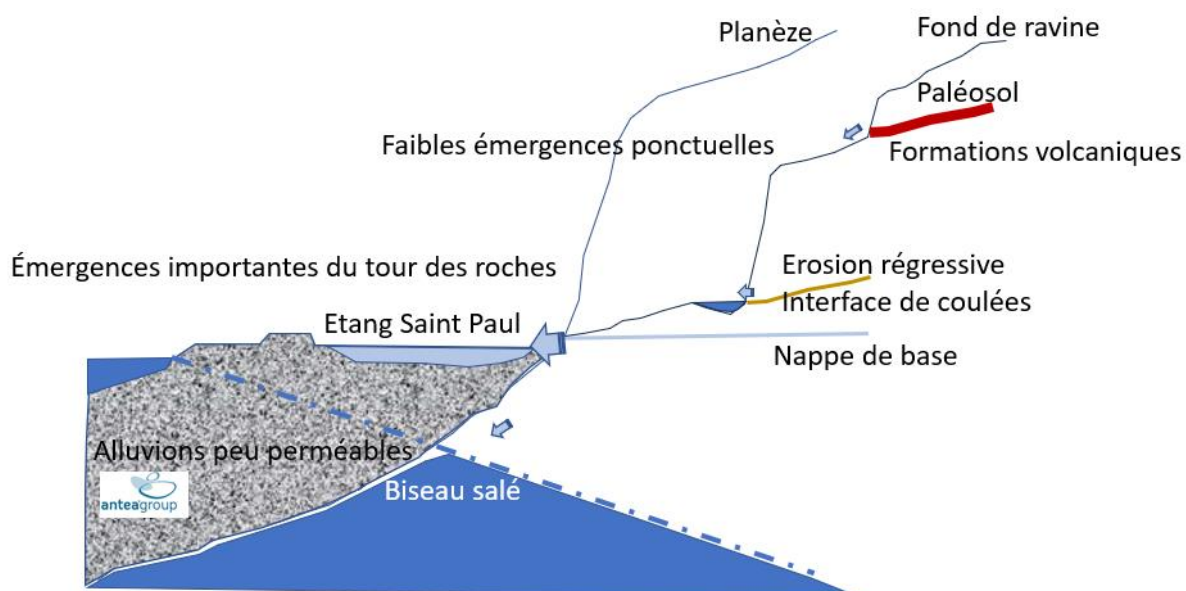 Planèze
Fond de ravine
Paléosol
Faibles émergences ponctuelles
Formations volcaniques
Émergences importantes du tour des roches
Erosion régressive
Interface de coulées
Etang Saint Paul
Nappe de base
Alluvions peu perméables
Biseau salé
anteagroup